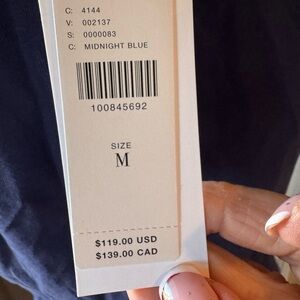 C: 4144
V: 002137
S: 0000083
C: MIDNIGHT BLUE
100845692
SIZE
M
$119.00 USD
$139.00 CAD